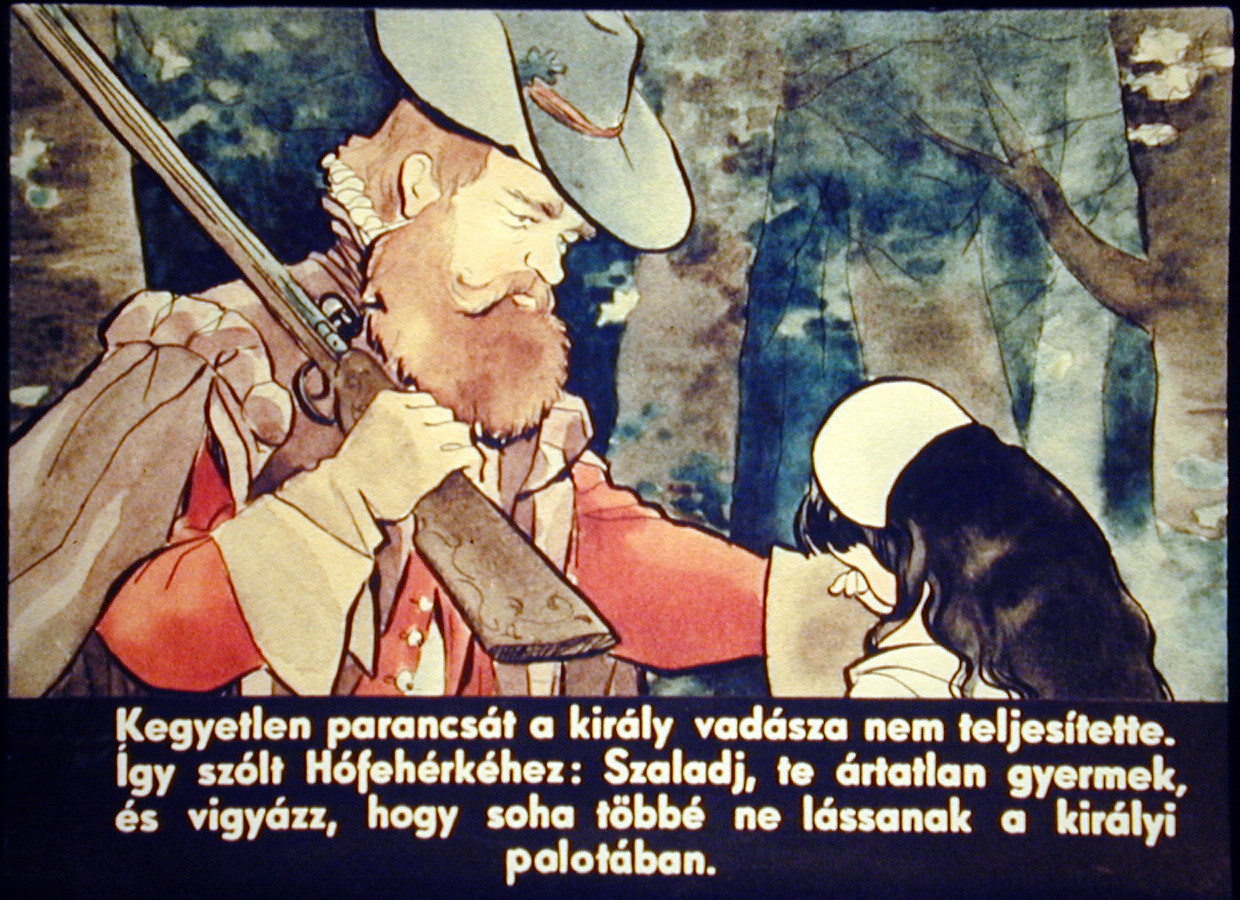 Kegyetlen parancsát a király vadásza nem teljesítette.
Így szólt Hófehérkéhez: Szaladj, te ártatlan gyermek,
és vigyázz, hogy soha többé ne lássanak a királyi
palotában.